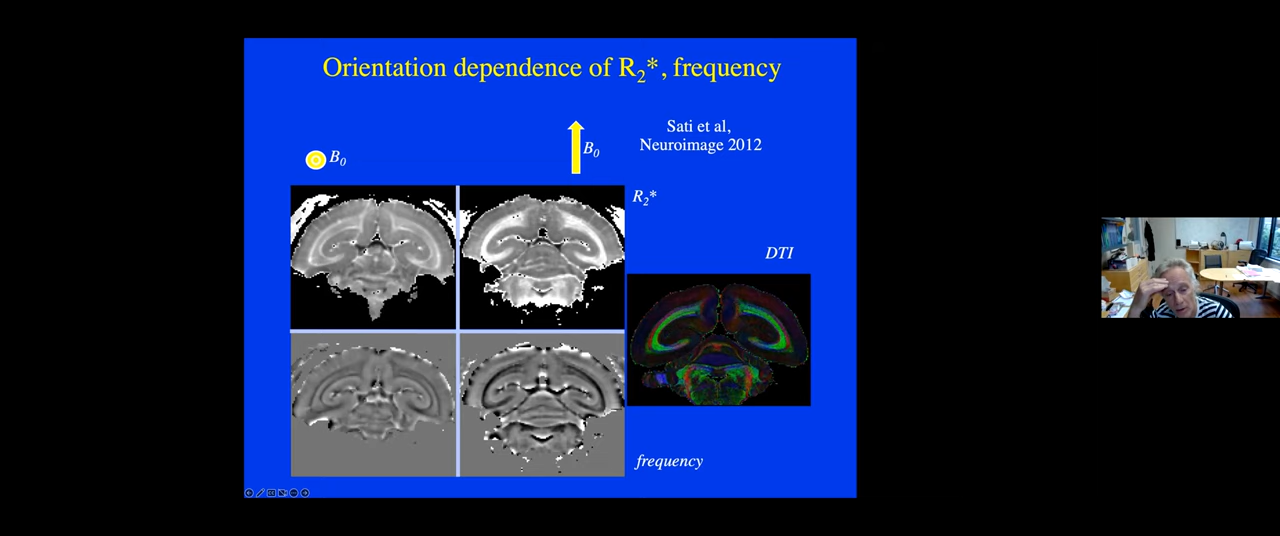 Orientation dependence of R₂*, frequency
Sati et al,
Neuroimage 2012
B₀
B₀
R₂*
DTI
frequency